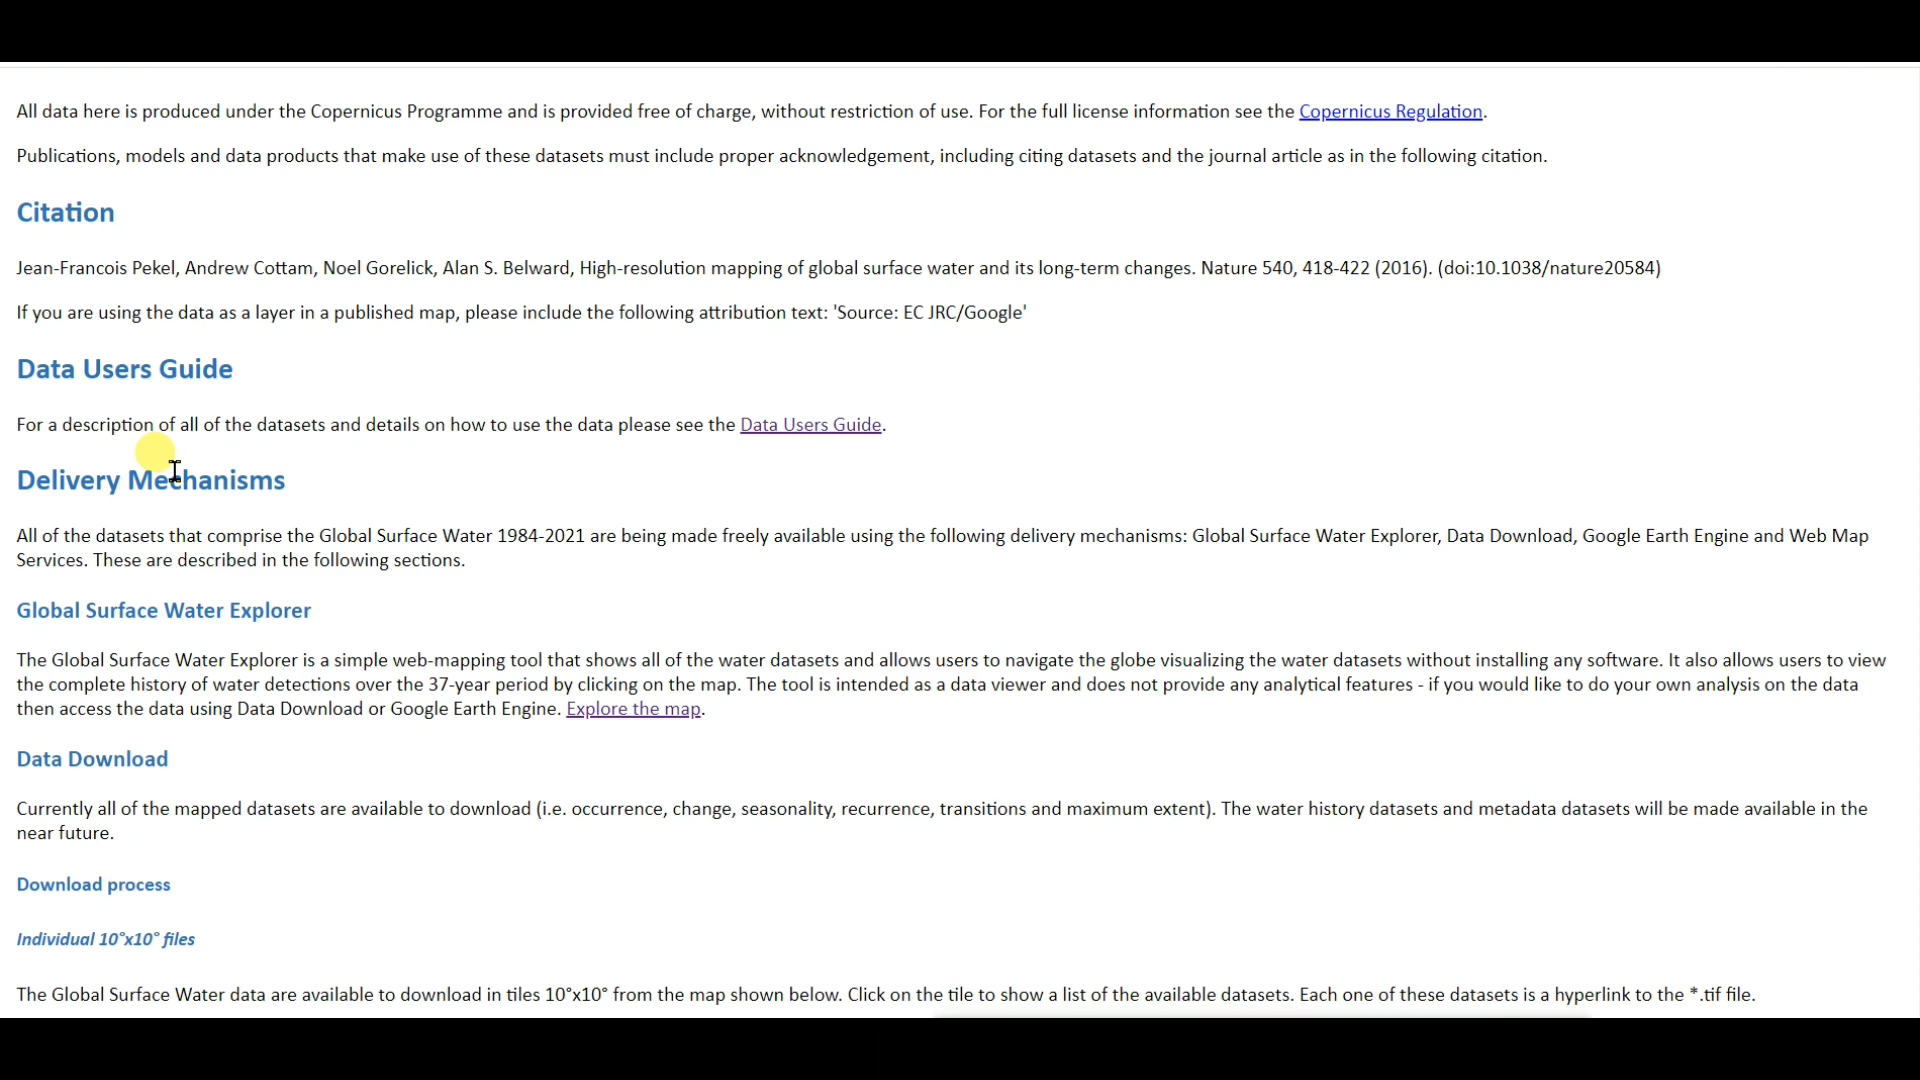 All data here is produced under the Copernicus Programme and is provided free of charge, without restriction of use. For the full license information see the Copernicus Regulation.
Publications, models and data products that make use of these datasets must include proper acknowledgement, including citing datasets and the journal article as in the following citation.
Citation
Jean-Francois Pekel, Andrew Cottam, Noel Gorelick, Alan S. Belward, High-resolution mapping of global surface water and its long-term changes. Nature 540, 418-422 (2016). (doi:10.1038/nature20584)
If you are using the data as a layer in a published map, please include the following attribution text: 'Source: EC JRC/Google'
Data Users Guide
For a description of all of the datasets and details on how to use the data please see the Data Users Guide.
Delivery Mechanisms
All of the datasets that comprise the Global Surface Water 1984-2021 are being made freely available using the following delivery mechanisms: Global Surface Water Explorer, Data Download, Google Earth Engine and Web Map
Services. These are described in the following sections.
Global Surface Water Explorer
The Global Surface Water Explorer is a simple web-mapping tool that shows all of the water datasets and allows users to navigate the globe visualizing the water datasets without installing any software. It also allows users to view
the complete history of water detections over the 37-year period by clicking on the map. The tool is intended as a data viewer and does not provide any analytical features - if you would like to do your own analysis on the data
then access the data using Data Download or Google Earth Engine. Explore the map.
Data Download
Currently all of the mapped datasets are available to download (i.e. occurrence, change, seasonality, recurrence, transitions and maximum extent). The water history datasets and metadata datasets will be made available in the
near future.
Download process
Individual 10°x10° files
The Global Surface Water data are available to download in tiles 10°x10° from the map shown below. Click on the tile to show a list of the available datasets. Each one of these datasets is a hyperlink to the *.tif file.